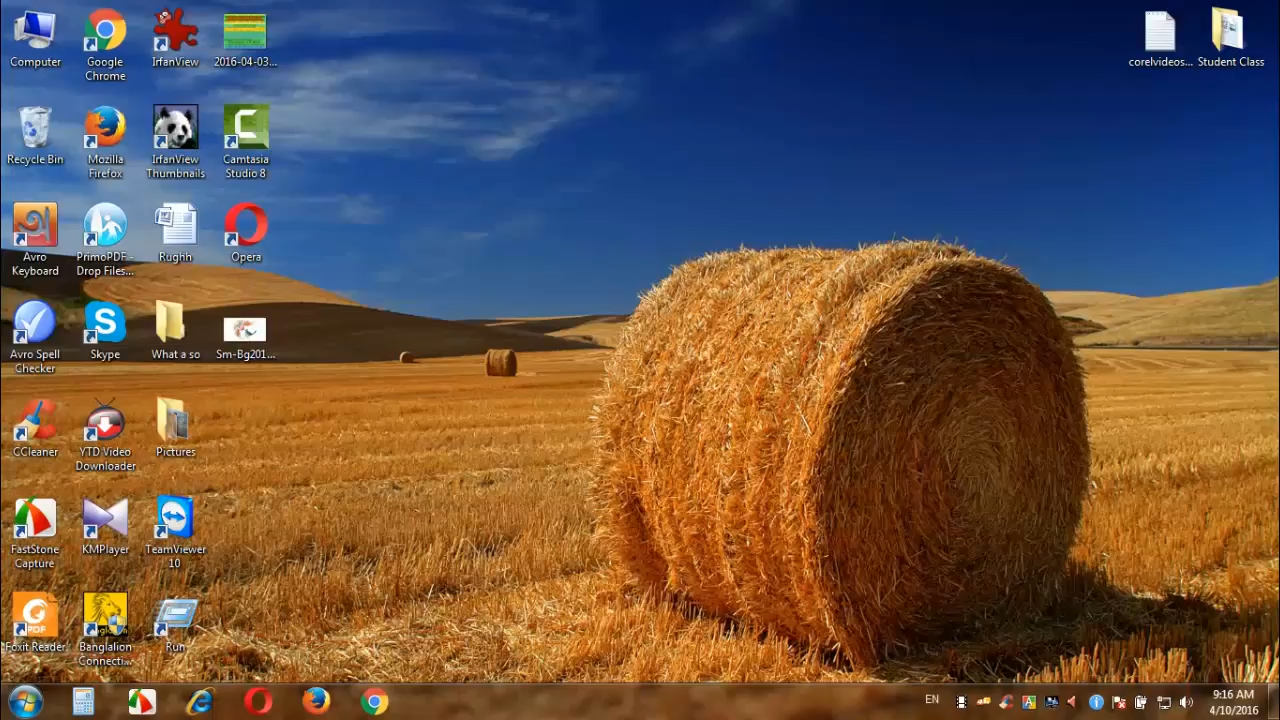 Computer
Google
Chrome
IrfanView
2016-04-03...
corelvideos...
Student Class
Recycle Bin
Mozilla
Firefox
IrfanView
Thumbnails
Camtasia
Studio 8
Avro
Keyboard
PrimoPDF -
Drop Files...
Rughh
Opera
Avro Spell
Checker
Skype
What a so
Sm-Bg201...
CCleaner
YTD Video
Downloader
Pictures
FastStone
Capture
KMPlayer
TeamViewer
10
PDF
Foxit Reader
Banglalion
Connecti...
Run
EN
9:16 AM
4/10/2016